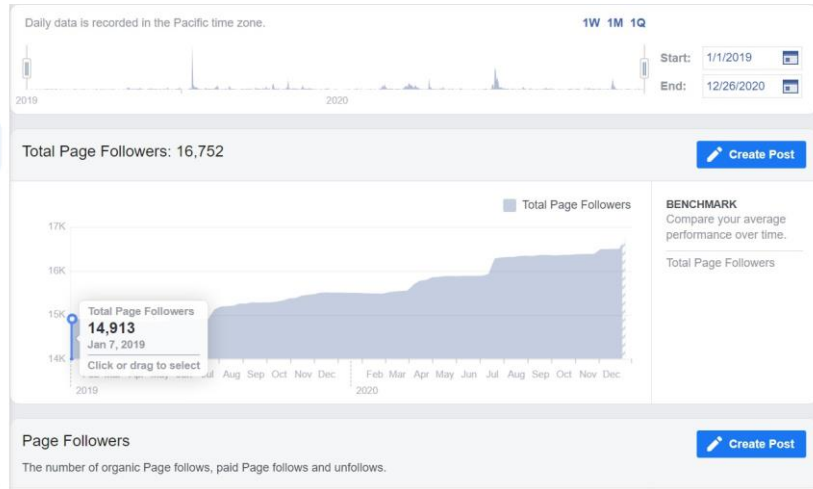 Daily data is recorded in the Pacific time zone.
1W 1M 1Q
Start: 1/1/2019
End: 12/26/2020
2019 2020
Total Page Followers: 16,752
Create Post
Total Page Followers
BENCHMARK
Compare your average
performance over time.
Total Page Followers
17K
16K
15K
14K
Total Page Followers
14,913
Jan 7, 2019
Click or drag to select
Aug Sep Oct Nov Dec Feb Mar Apr May Jun Jul Aug Sep Oct Nov Dec
2019 2020
Page Followers
Create Post
The number of organic Page follows, paid Page follows and unfollows.